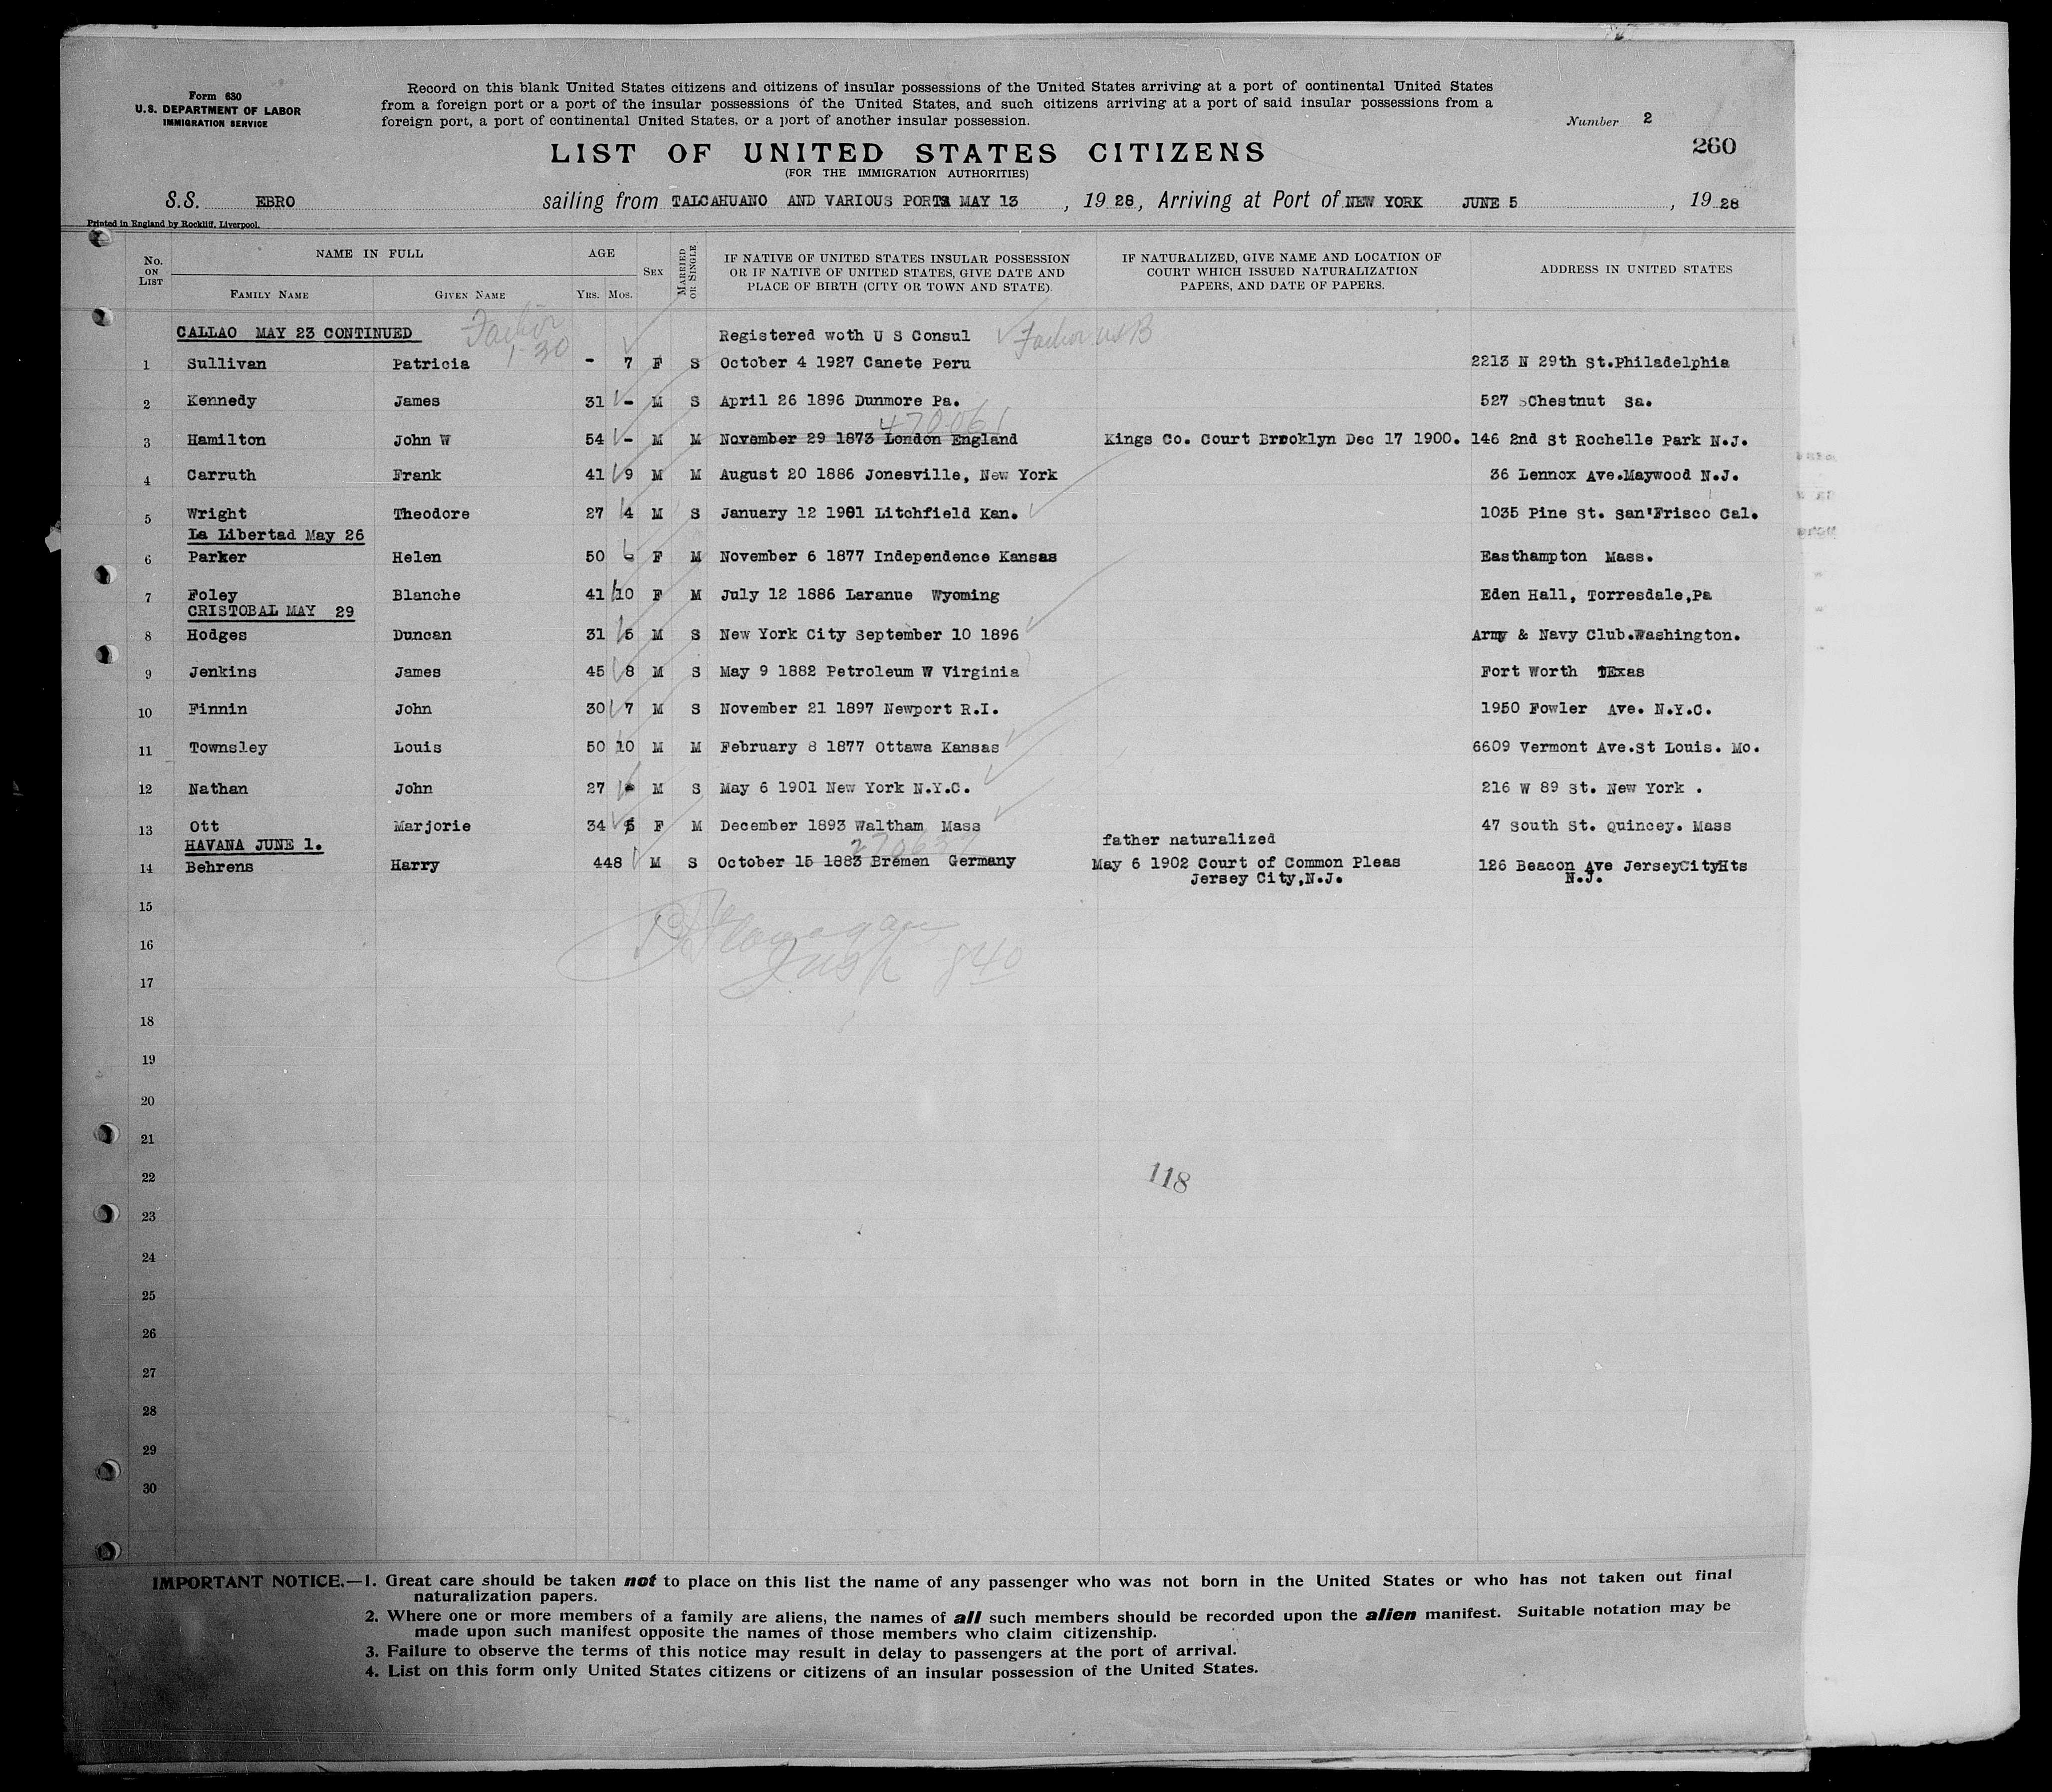 Form 630
U.S. DEPARTMENT OF LABOR
IMMIGRATION SERVICE
Record on this blank United States citizens and citizens of insular possessions of the United States arriving at a port of continental United States
from a foreign port or a port of the insular possessions of the United States, and such citizens arriving at a port of said insular possessions from a
foreign port, a port of continental United States, or a port of another insular possession.
Number 2
260
LIST OF UNITED STATES CITIZENS
(FOR THE IMMIGRATION AUTHORITIES)
S.S. EBRO sailing from TALCAHUANO AND VARIOUS PORTS MAY 13, 1928, Arriving at Port of NEW YORK JUNE 5, 1928
Printed in England by Rockliff, Liverpool.
No. ON LIST
NAME IN FULL
FAMILY NAME
GIVEN NAME
AGE
YRS. MOS.
SEX
MARRIED OR SINGLE
IF NATIVE OF UNITED STATES INSULAR POSSESSION
OR IF NATIVE OF UNITED STATES, GIVE DATE AND
PLACE OF BIRTH (CITY OR TOWN AND STATE).
IF NATURALIZED, GIVE NAME AND LOCATION OF
COURT WHICH ISSUED NATURALIZATION
PAPERS, AND DATE OF PAPERS.
ADDRESS IN UNITED STATES
CALLAO MAY 23 CONTINUED Registered woth U S Consul
1-30
1 Sullivan Patricia - 7 F S October 4 1927 Canete Peru 2213 N 29th St.Philadelphia
2 Kennedy James 31 - M S April 26 1896 Dunmore Pa. 527 sChestnut Sa.
470061
3 Hamilton John W 54 - M M November 29 1873 London England Kings Co. Court Brooklyn Dec 17 1900. 146 2nd St Rochelle Park N.J.
4 Carruth Frank 41 9 M M August 20 1886 Jonesville, New York 36 Lennox Ave.Maywood N.J.
5 Wright Theodore 27 4 M S January 12 1901 Litchfield Kan. 1035 Pine St. San'Frisco Cal.
La Libertad May 26
6 Parker Helen 50 - F M November 6 1877 Independence Kansas Easthampton Mass.
7 Foley Blanche 41 10 F M July 12 1886 Laranue Wyoming Eden Hall, Torresdale,Pa
CRISTOBAL MAY 29
8 Hodges Duncan 31 5 M S New York City September 10 1896 Army & Navy Club.Washington.
9 Jenkins James 45 8 M S May 9 1882 Petroleum W Virginia Fort Worth TExas
10 Finnin John 30 7 M S November 21 1897 Newport R.I. 1950 Fowler Ave. N.Y.C.
11 Townsley Louis 50 10 M M February 8 1877 Ottawa Kansas 6609 Vermont Ave.St Louis. Mo.
12 Nathan John 27 M S May 6 1901 New York N.Y.C. 216 W 89 St. New York .
13 Ott Marjorie 34 5 F M December 1893 Waltham Mass 47 South St. Quincey. Mass
HAVANA JUNE 1. father naturalized
14 Behrens Harry 448 M S October 15 1883 Bremen Germany May 6 1902 Court of Common Pleas 126 Beacon Ave JerseyCityHts
Jersey City,N.J. N.J.
15
16
17
18
19
20
21
22
118
23
24
25
26
27
28
29
30
IMPORTANT NOTICE.—1. Great care should be taken not to place on this list the name of any passenger who was not born in the United States or who has not taken out final
naturalization papers.
2. Where one or more members of a family are aliens, the names of all such members should be recorded upon the alien manifest. Suitable notation may be
made upon such manifest opposite the names of those members who claim citizenship.
3. Failure to observe the terms of this notice may result in delay to passengers at the port of arrival.
4. List on this form only United States citizens or citizens of an insular possession of the United States.